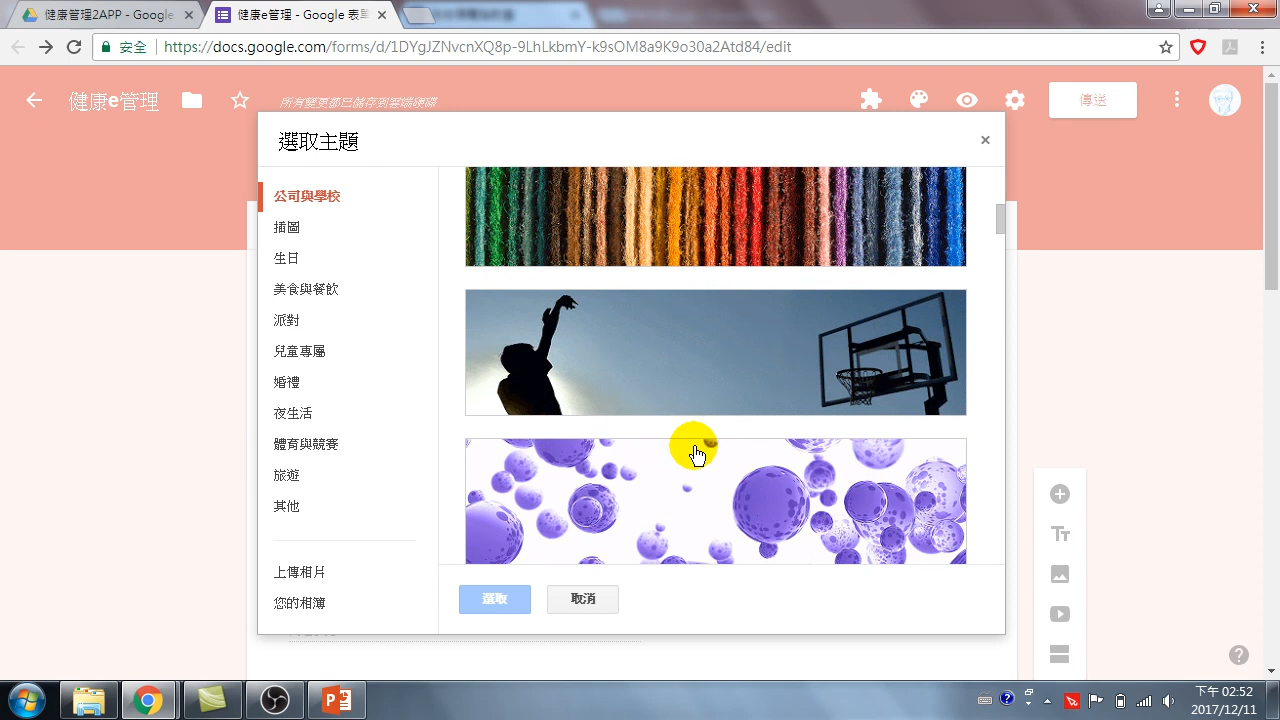 健康管理2APP - Google
健康e管理 - Google 表單
安全
https://docs.google.com/forms/d/1DYgJZNvcnXQGp-9LhLkbmY-k9sOM8a9K9o30a2Atd84/edit
健康e管理
所有變更都已儲存到雲端硬碟
傳送
選取主題
公司與學校
插圖
生日
美食與餐飲
派對
兒童專屬
婚禮
夜生活
體育與競賽
旅遊
其他
上傳相片
您的相簿
選取
取消
Tт
下午 02:52
2017/12/11